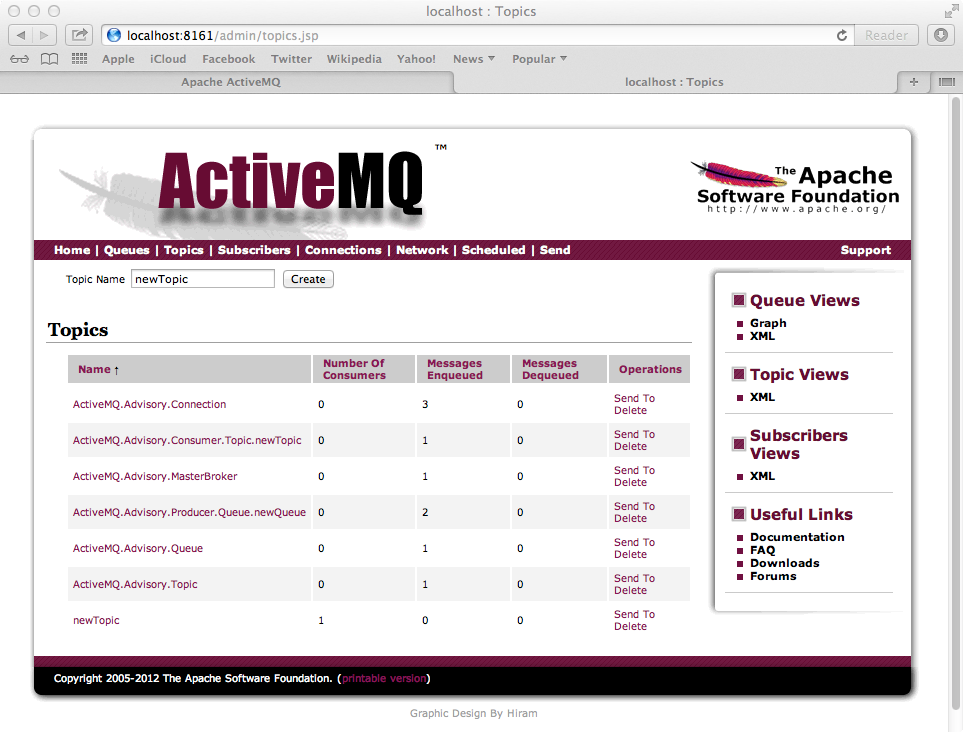 localhost : Topics
localhost:8161/admin/topics.jsp
Reader
Apple iCloud Facebook Twitter Wikipedia Yahoo! News Popular
Apache ActiveMQ
localhost : Topics
ActiveMQ ™
The Apache
Software Foundation
http://www.apache.org/
Home | Queues | Topics | Subscribers | Connections | Network | Scheduled | Send
Support
Topic Name newTopic Create
Topics
Name ↑ Number Of Consumers Messages Enqueued Messages Dequeued Operations
ActiveMQ.Advisory.Connection 0 3 0 Send To
Delete
ActiveMQ.Advisory.Consumer.Topic.newTopic 0 1 0 Send To
Delete
ActiveMQ.Advisory.MasterBroker 0 1 0 Send To
Delete
ActiveMQ.Advisory.Producer.Queue.newQueue 0 2 0 Send To
Delete
ActiveMQ.Advisory.Queue 0 1 0 Send To
Delete
ActiveMQ.Advisory.Topic 0 1 0 Send To
Delete
newTopic 1 0 0 Send To
Delete
Queue Views
Graph
XML
Topic Views
XML
Subscribers
Views
XML
Useful Links
Documentation
FAQ
Downloads
Forums
Copyright 2005-2012 The Apache Software Foundation. (printable version)
Graphic Design By Hiram